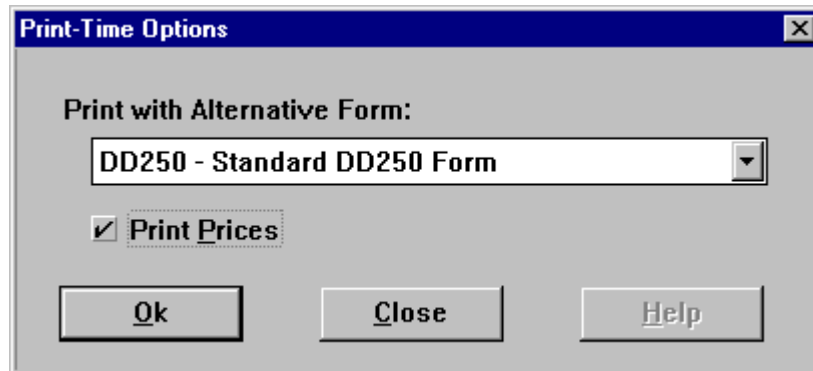 Print-Time Options
Print with Alternative Form:
DD250 - Standard DD250 Form
Print Prices
Ok Close Help